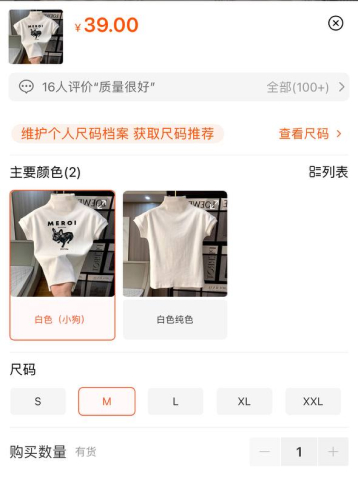 ¥39.00
16人评价“质量很好” 全部(100+)
维护个人尺码档案 获取尺码推荐 查看尺码
主要颜色(2) 列表
MEROI
白色（小狗） 白色纯色
尺码
S M L XL XXL
购买数量 有货 1